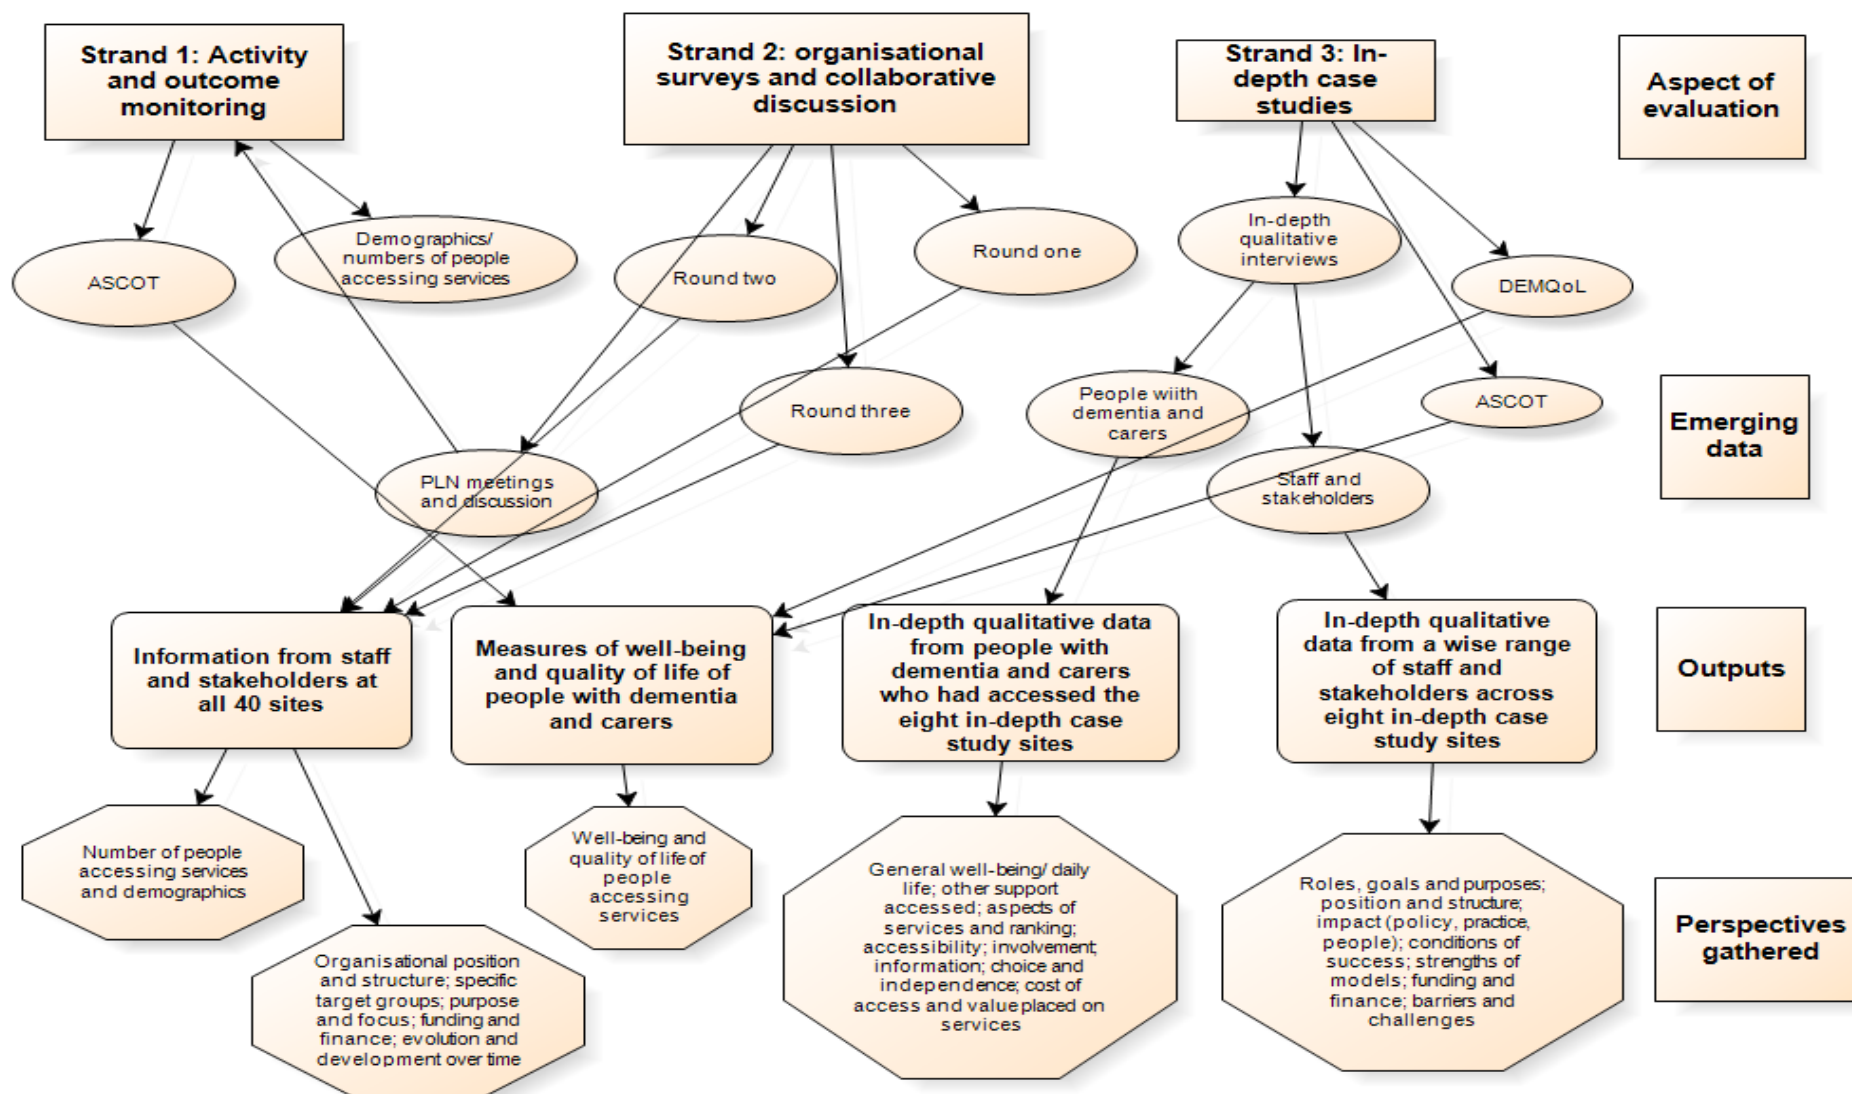 Strand 1: Activity
and outcome
monitoring
Strand 2: organisational
surveys and collaborative
discussion
Strand 3: In-
depth case
studies
Aspect of
evaluation
ASCOT
Demographics/
numbers of people
accessing services
Round two
Round one
In-depth
qualitative
interviews
DEMQoL
Round three
People wiith
dementia and
carers
ASCOT
Emerging
data
PLN meetings
and discussion
Staff and
stakeholders
Information from staff
and stakeholders at
all 40 sites
Measures of well-being
and quality of life of
people with dementia
and carers
In-depth qualitative data
from people with
dementia and carers
who had accessed the
eight in-depth case
study sites
In-depth qualitative
data from a wise range
of staff and
stakeholders across
eight in-depth case
study sites
Outputs
Number of people
accessing services
and demographics
Organisational position
and structure; specific
target groups; purpose
and focus; funding and
finance; evolution and
development over time
Well-being and
quality of life of
people
accessing
services
General well-being/ daily
life; other support
accessed; aspects of
services and ranking;
accessibility; involvement;
information; choice and
independence; cost of
access and value placed on
services
Roles, goals and purposes;
position and structure;
impact (policy, practice,
people); conditions of
success; strengths of
models; funding and
finance; barriers and
challenges
Perspectives
gathered